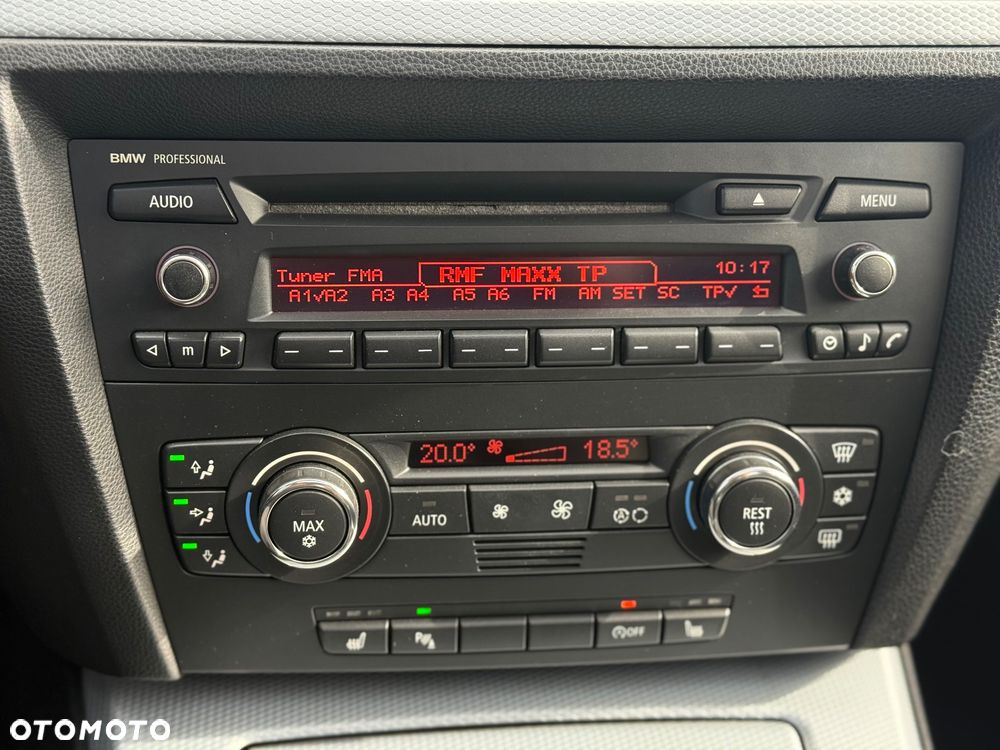 BMW PROFESSIONAL
AUDIO
MENU
Tuner FMA RMF MAXX TP 10:17
A1✓A2 A3 A4 A5 A6 FM AM SET SC TP✓
m
20.0° 18.5°
MAX
AUTO
A
REST
P
OFF
OTOMOTO